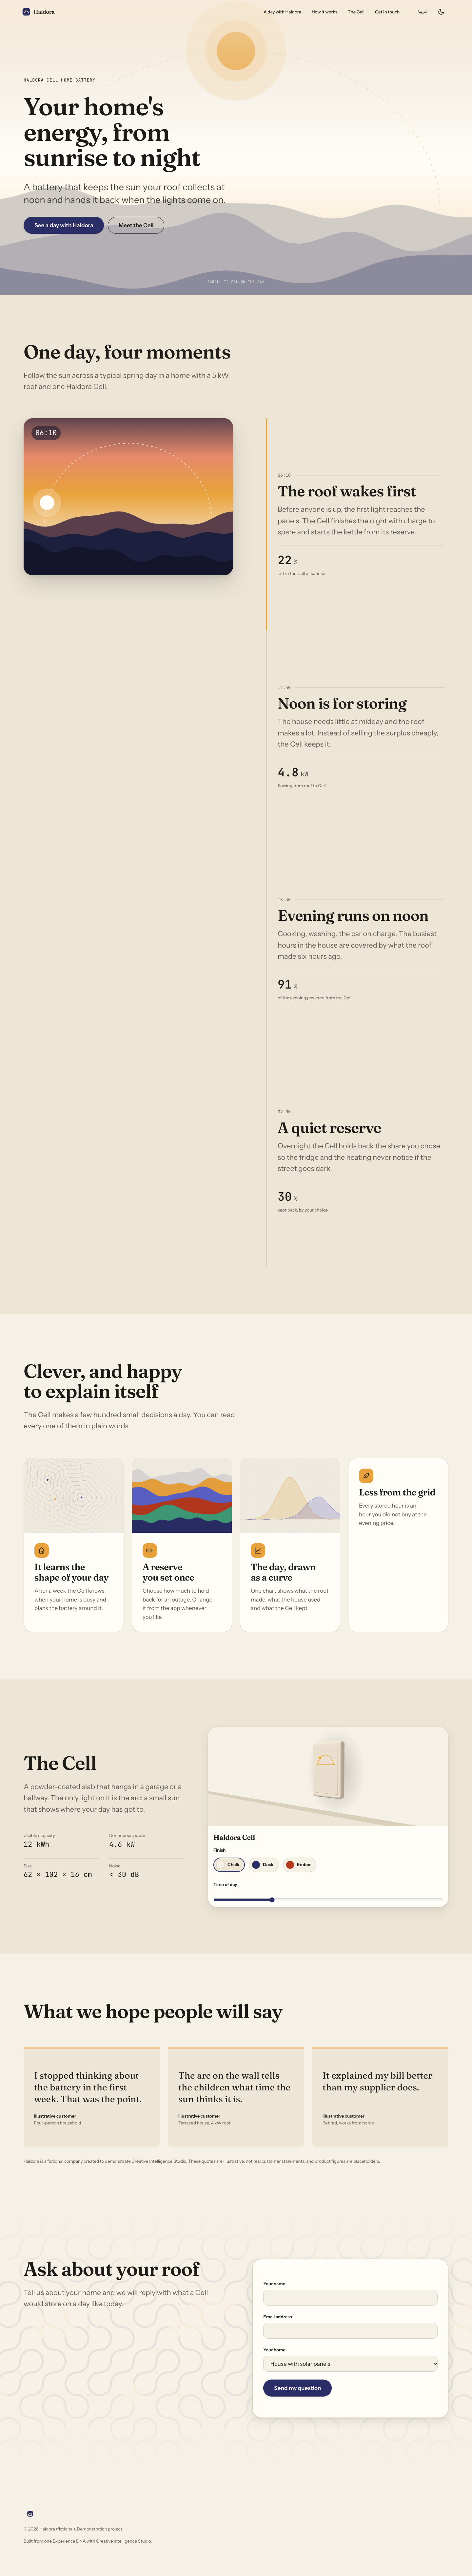 Haldora
A day with Haldora
How it works
The Cell
Get in touch
العربية
HALDORA CELL HOME BATTERY
Your home's
energy, from
sunrise to night
A battery that keeps the sun your roof collects at
noon and hands it back when the lights come on.
See a day with Haldora
Meet the Cell
SCROLL TO FOLLOW THE DAY
One day, four moments
Follow the sun across a typical spring day in a home with a 5 kW
roof and one Haldora Cell.
06:10
06:10
The roof wakes first
Before anyone is up, the first light reaches the
panels. The Cell finishes the night with charge to
spare and starts the kettle from its reserve.
22 %
left in the Cell at sunrise
12:40
Noon is for storing
The house needs little at midday and the roof
makes a lot. Instead of selling the surplus cheaply,
the Cell keeps it.
4.8 kW
flowing from roof to Cell
Evening runs on noon
Cooking, washing, the car on charge. The busiest
hours in the house are covered by what the roof
made six hours ago.
91 %
of the evening powered from the Cell
02:00
A quiet reserve
Overnight the Cell holds back the share you chose,
so the fridge and the heating never notice if the
street goes dark.
30 %
kept back, by your choice
Clever, and happy
to explain itself
The Cell makes a few hundred small decisions a day. You can read
every one of them in plain words.
It learns the
shape of your day
After a week the Cell knows
when your home is busy and
plans the battery around it.
A reserve
you set once
Choose how much to hold
back for an outage. Change
it from the app whenever
you like.
The day, drawn
as a curve
One chart shows what the roof
made, what the house used
and what the Cell kept.
Less from the grid
Every stored hour is an
hour you did not buy at the
evening price.
The Cell
A powder-coated slab that hangs in a garage or a
hallway. The only light on it is the arc: a small sun
that shows where your day has got to.
Usable capacity
12 kWh
Continuous power
4.6 kW
Size
62 × 102 × 16 cm
Noise
< 30 dB
Haldora Cell
Finish
Chalk
Dusk
Ember
Time of day
What we hope people will say
I stopped thinking about
the battery in the first
week. That was the point.
Illustrative customer
Four-person household
The arc on the wall tells
the children what time the
sun thinks it is.
Illustrative customer
Terraced house, 4 kW roof
It explained my bill better
than my supplier does.
Illustrative customer
Retired, works from home
Haldora is a fictional company created to demonstrate Creative Intelligence Studio. These quotes are illustrative, not real customer statements, and product figures are placeholders.
Ask about your roof
Tell us about your home and we will reply with what a Cell
would store on a day like today.
Your name
Email address
Your home
House with solar panels
Send my question
© 2026 Haldora (fictional). Demonstration project.
Built from one Experience DNA with Creative Intelligence Studio.